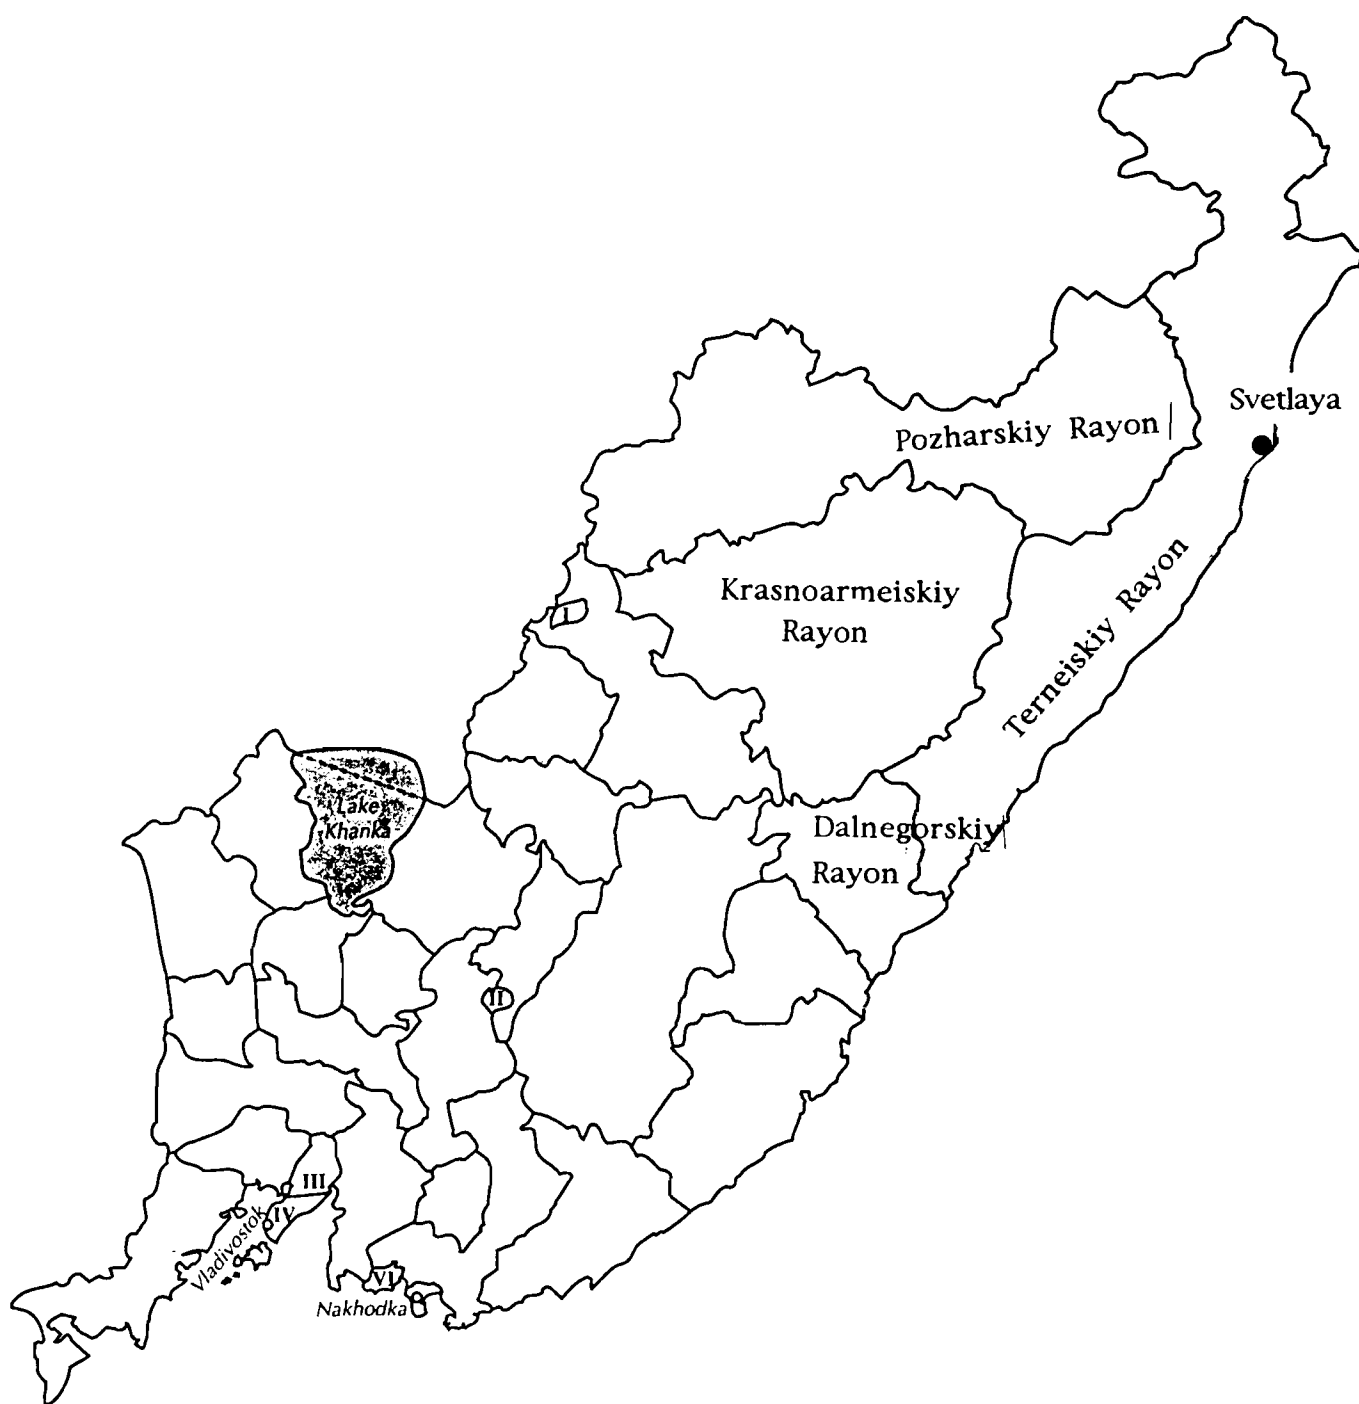 Svetlaya
Pozharskiy Rayon
Krasnoarmeiskiy
Rayon
Terneiskiy Rayon
I
Lake
Khanka
Dalnegorskiy
Rayon
II
III
IV
Vladivostok
VI
Nakhodka